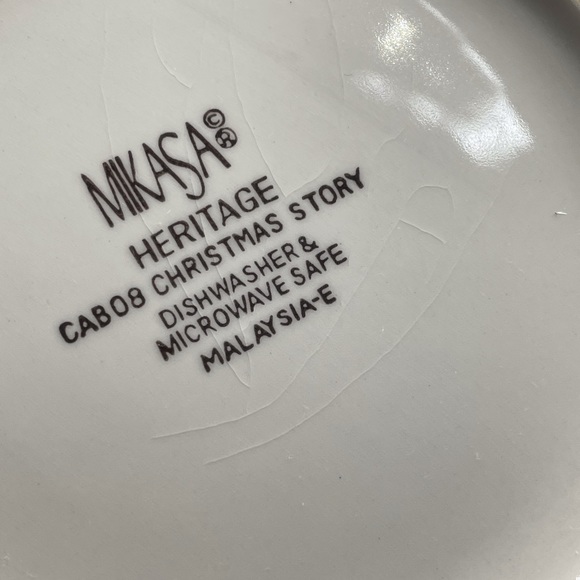 MIKASA ©®
HERITAGE
CAB08 CHRISTMAS STORY
DISHWASHER &
MICROWAVE SAFE
MALAYSIA-E